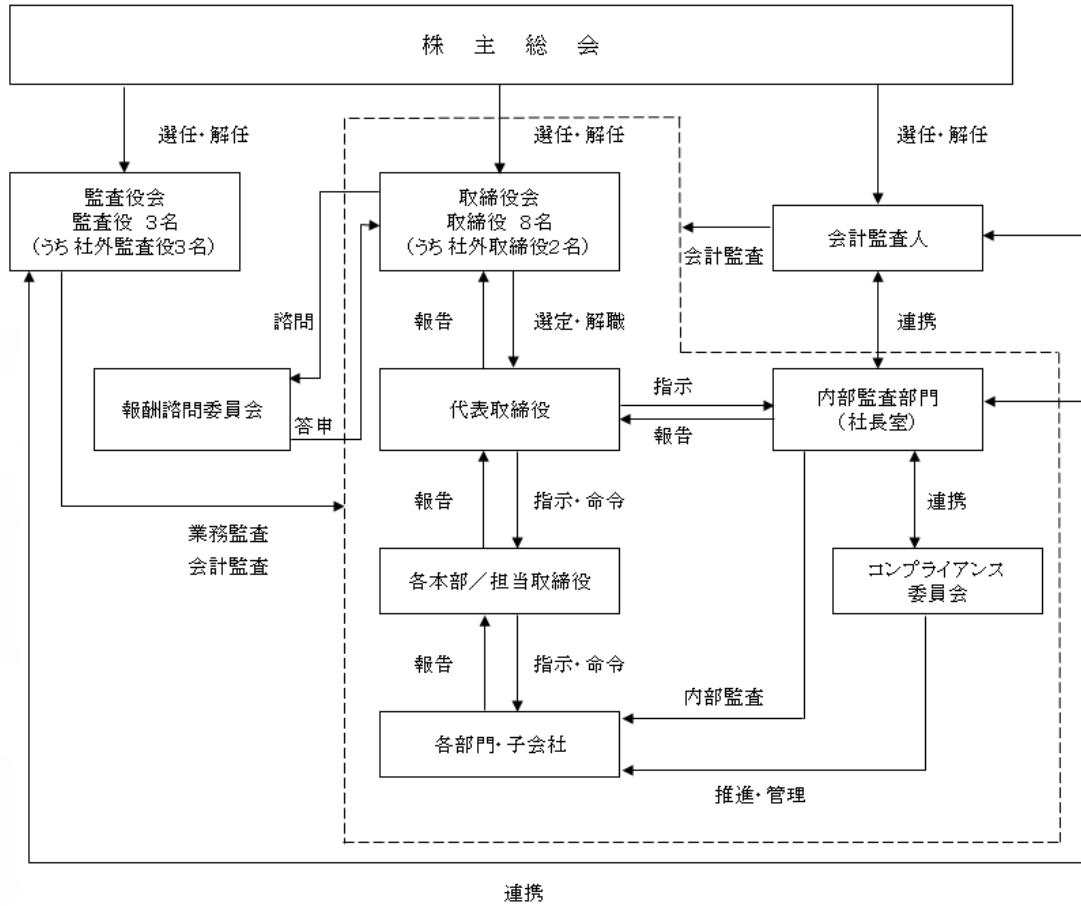 株主総会
選任・解任
選任・解任
選任・解任
監査役会
監査役 3名
(うち社外監査役3名)
取締役会
取締役 8名
(うち社外取締役2名)
会計監査人
会計監査
諮問
報告
選定・解職
連携
報酬諮問委員会
答申
代表取締役
指示
報告
内部監査部門
(社長室)
報告
指示・命令
連携
業務監査
会計監査
各本部/担当取締役
コンプライアンス
委員会
報告
指示・命令
内部監査
各部門・子会社
推進・管理
連携